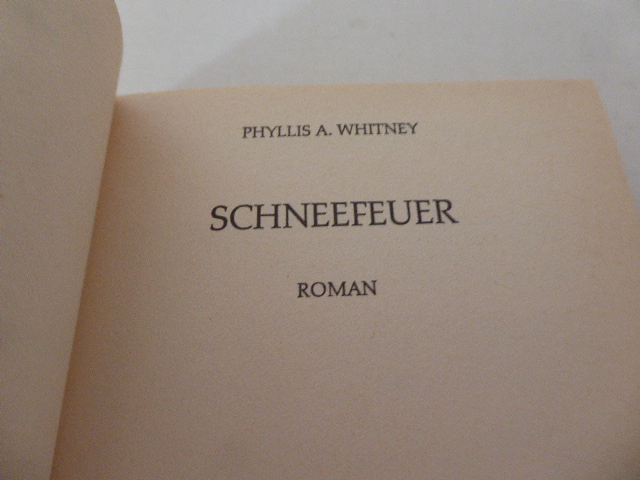 PHYLLIS A. WHITNEY
SCHNEEFEUER
ROMAN